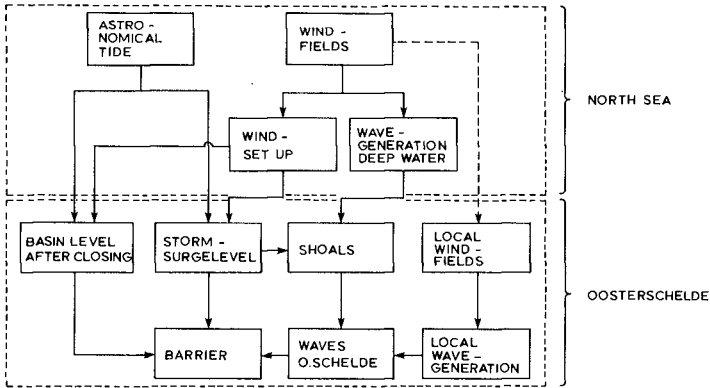 ASTRO -
NOMICAL
TIDE
WIND -
FIELDS
NORTH SEA
WIND -
SET UP
WAVE -
GENERATION
DEEP WATER
BASIN LEVEL
AFTER CLOSING
STORM -
SURGELEVEL
SHOALS
LOCAL
WIND -
FIELDS
OOSTERSCHELDE
BARRIER
WAVES
O.SCHELDE
LOCAL
WAVE -
GENERATION